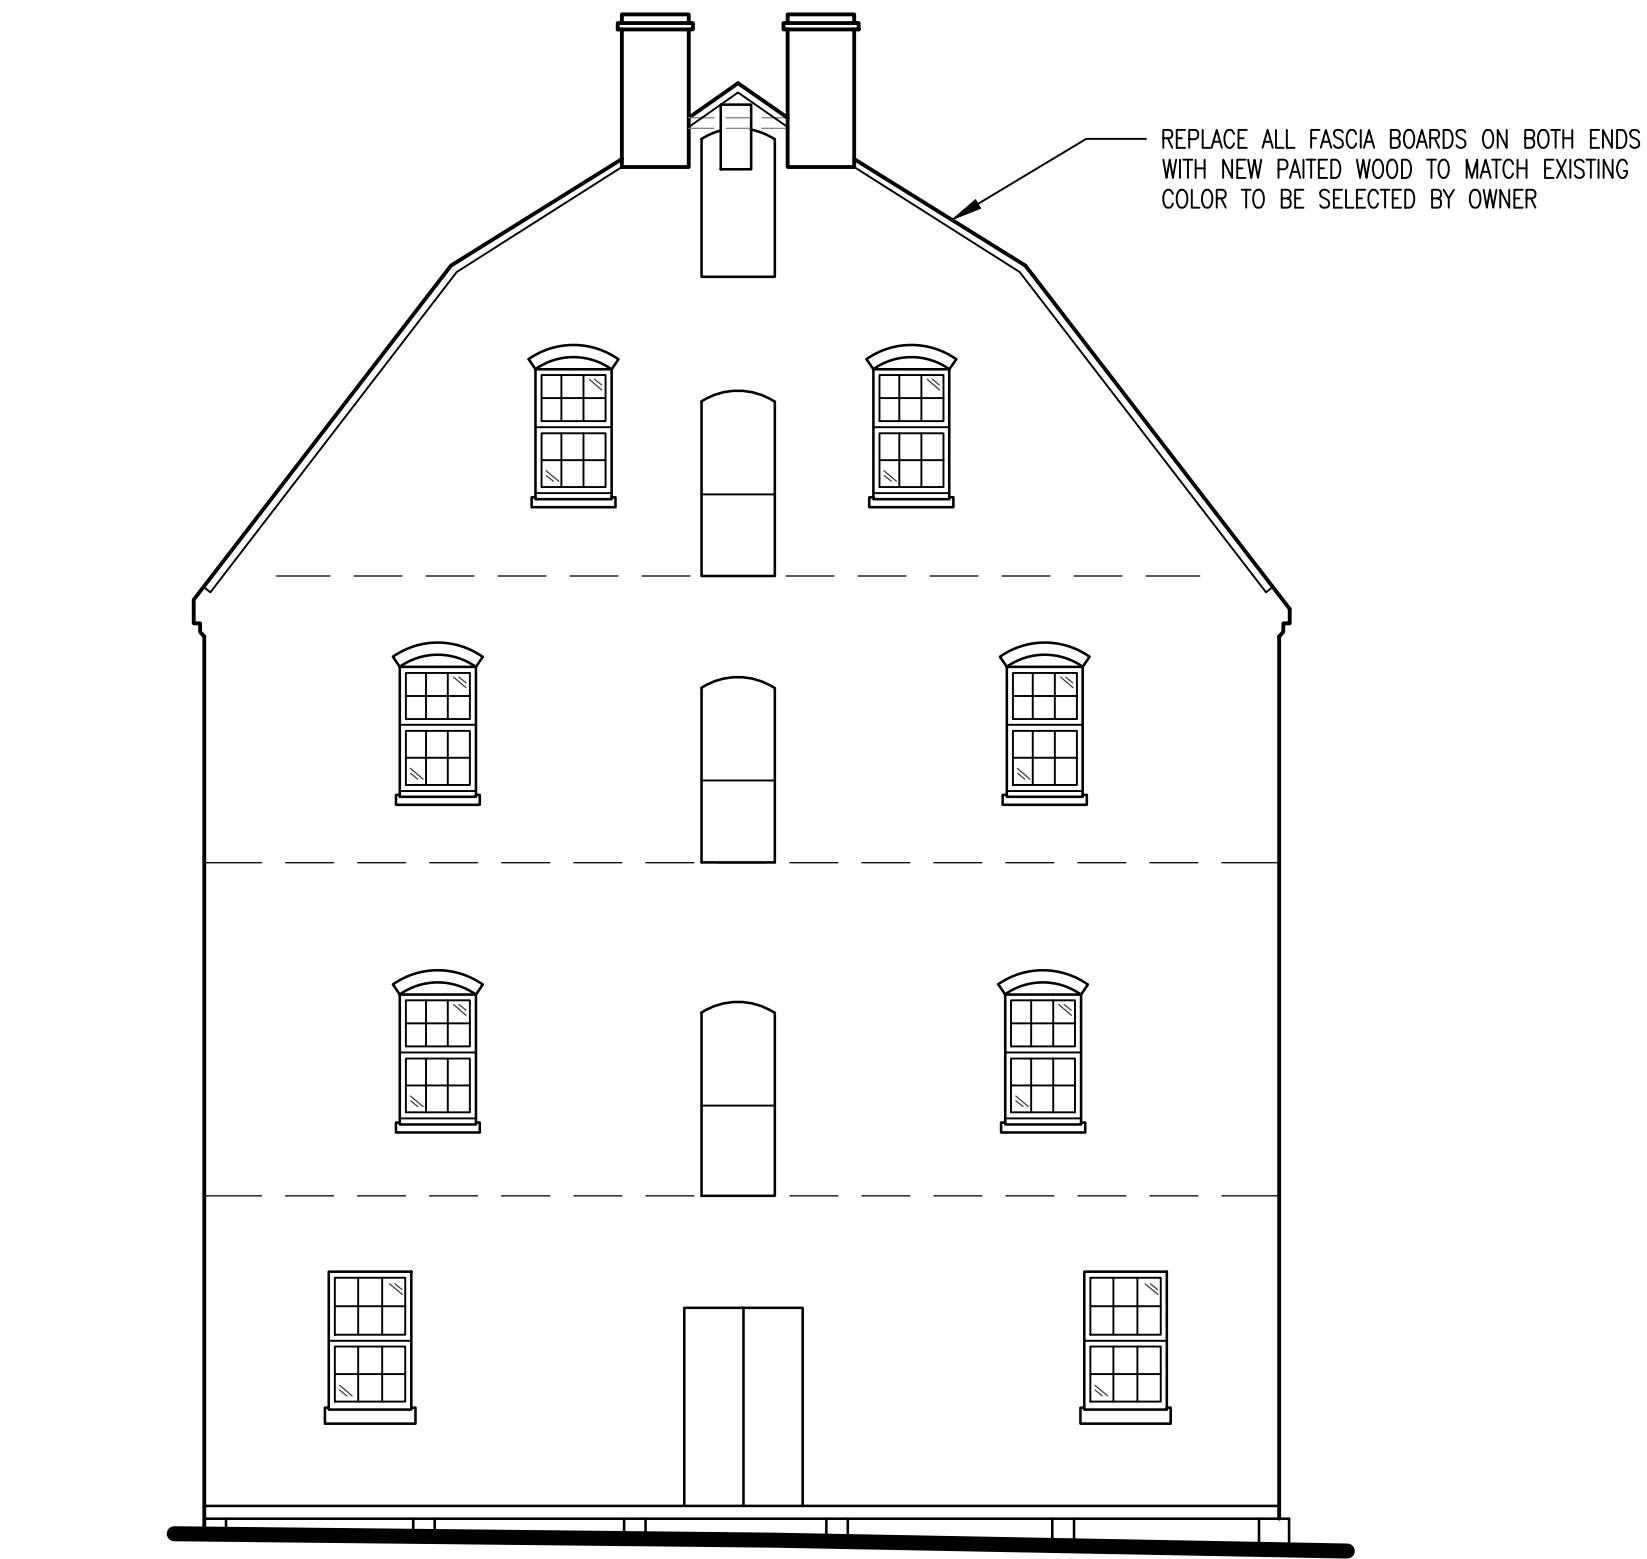 REPLACE ALL FASCIA BOARDS ON BOTH ENDS
WITH NEW PAITED WOOD TO MATCH EXISTING
COLOR TO BE SELECTED BY OWNER